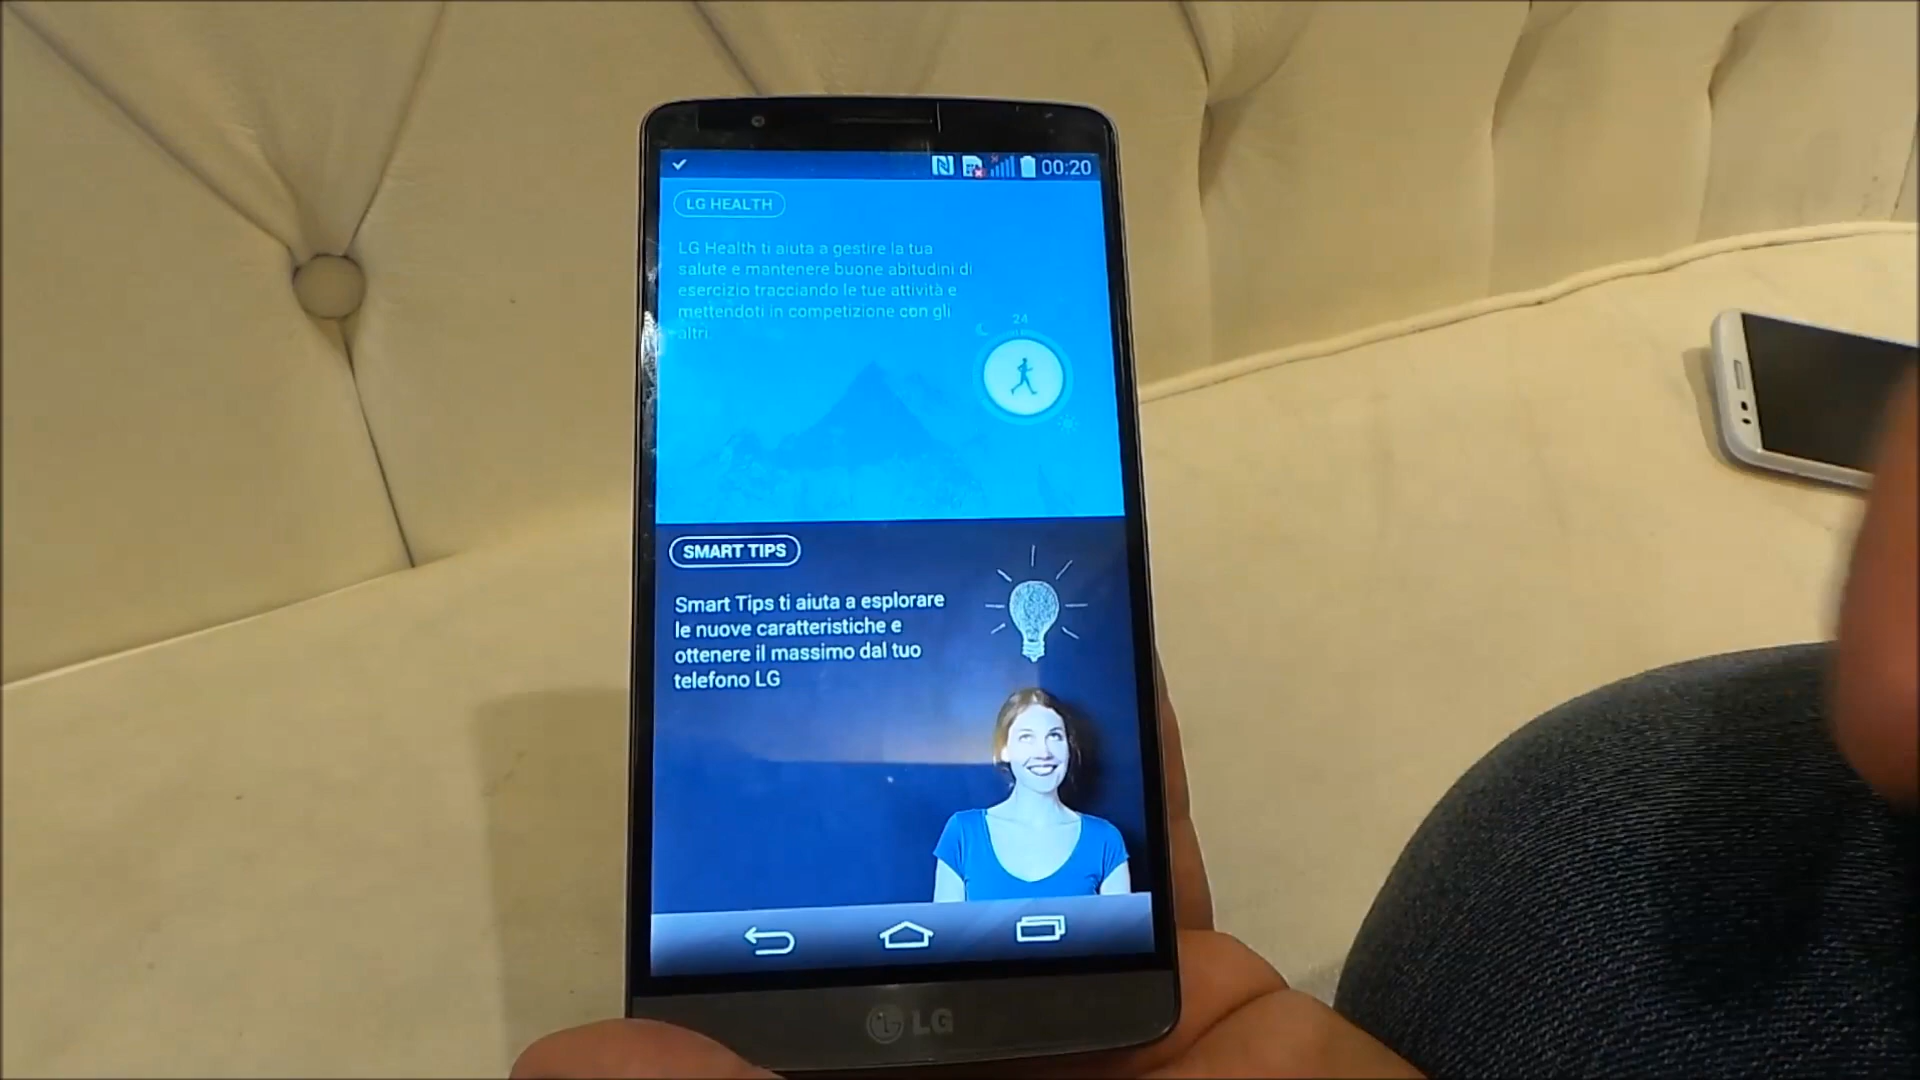 00:20
LG HEALTH
LG Health ti aiuta a gestire la tua
salute e mantenere buone abitudini di
esercizio tracciando le tue attività e
mettendoti in competizione con gli
altri.
24
SMART TIPS
Smart Tips ti aiuta a esplorare
le nuove caratteristiche e
ottenere il massimo dal tuo
telefono LG
LG